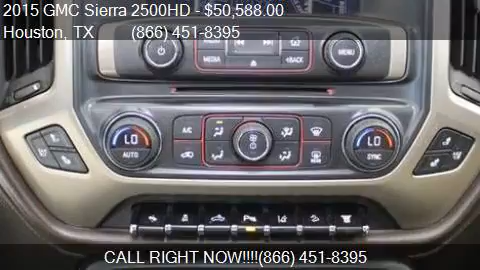 2015 GMC Sierra 2500HD - $50,588.00
Houston, TX (866) 451-8395
MEDIA
BACK
MENU
A/C
LO
LO
AUTO
SYNC
REAR
CALL RIGHT NOW!!!!(866) 451-8395